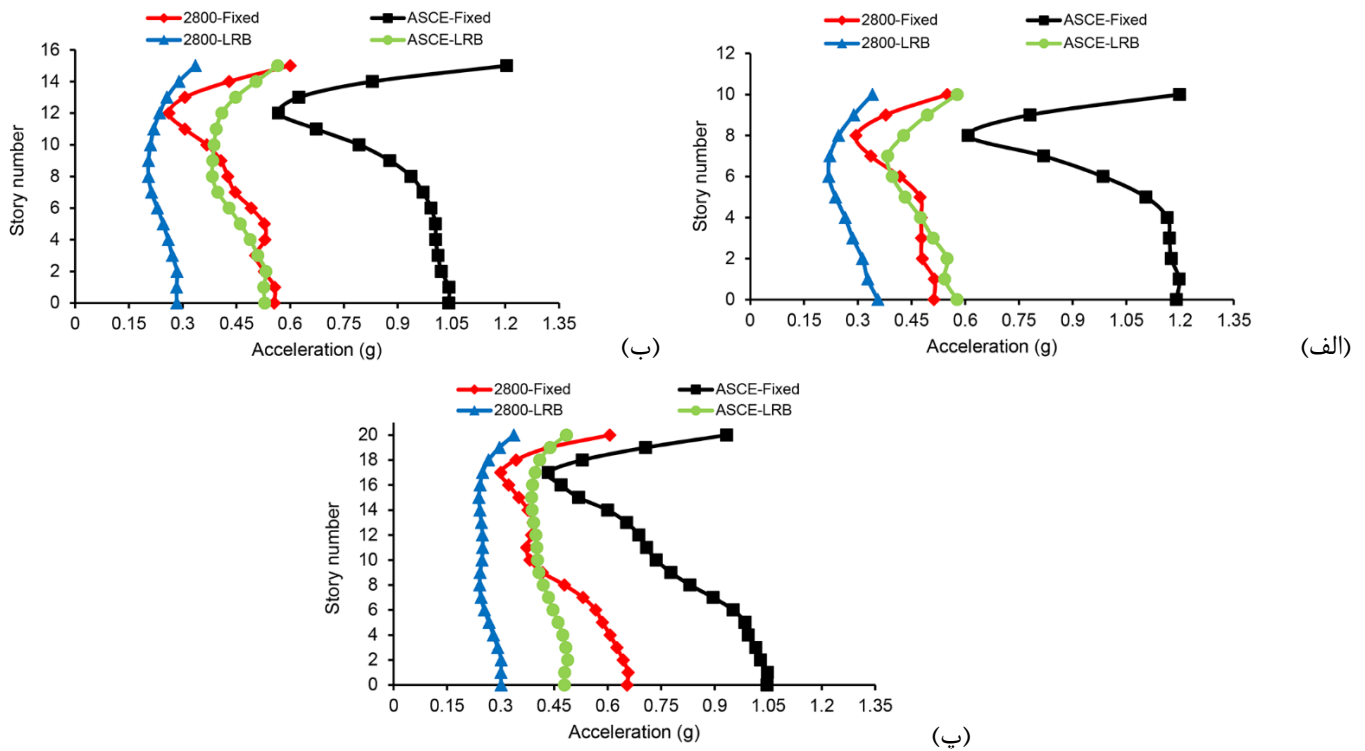 2800-Fixed ASCE-Fixed
2800-LRB ASCE-LRB
16
14
12
10
8
6
4
2
0
Story number
0 0.15 0.3 0.45 0.6 0.75 0.9 1.05 1.2 1.35
Acceleration (g)
(ب)
2800-Fixed ASCE-Fixed
2800-LRB ASCE-LRB
12
10
8
6
4
2
0
Story number
0 0.15 0.3 0.45 0.6 0.75 0.9 1.05 1.2 1.35
Acceleration (g)
(الف)
2800-Fixed ASCE-Fixed
2800-LRB ASCE-LRB
20
18
16
14
12
10
8
6
4
2
0
Story number
0 0.15 0.3 0.45 0.6 0.75 0.9 1.05 1.2 1.35
Acceleration (g)
(پ)